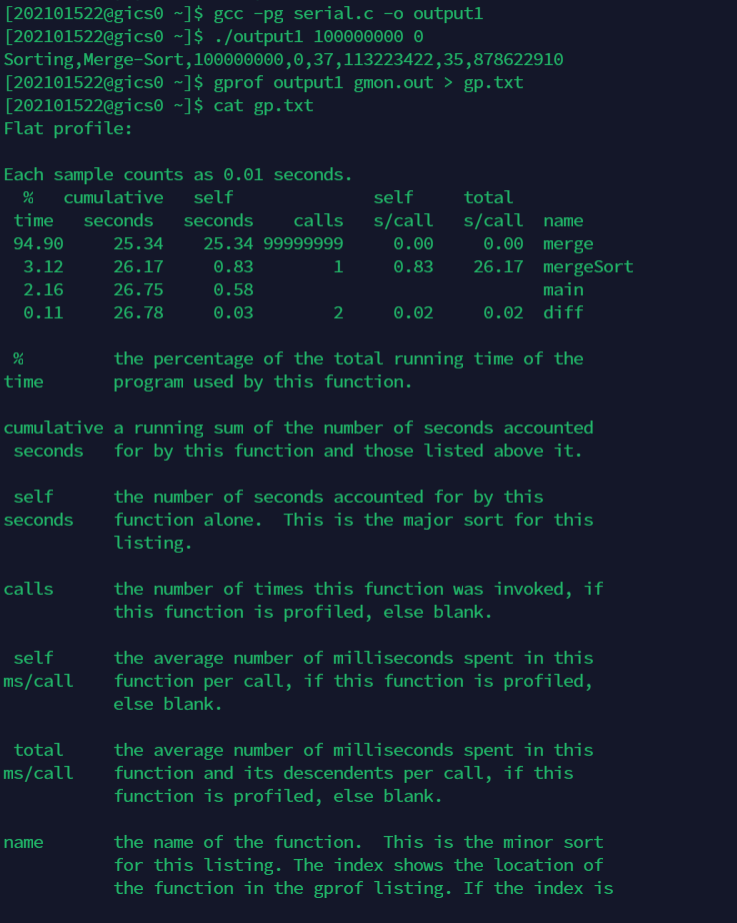 [202101522@gics0 ~]$ gcc -pg serial.c -o output1
[202101522@gics0 ~]$ ./output1 100000000 0
Sorting,Merge-Sort,100000000,0,37,113223422,35,878622910
[202101522@gics0 ~]$ gprof output1 gmon.out > gp.txt
[202101522@gics0 ~]$ cat gp.txt
Flat profile:

Each sample counts as 0.01 seconds.
  %   cumulative   self              self     total
 time   seconds   seconds    calls   s/call   s/call  name
 94.90     25.34    25.34 99999999     0.00     0.00  merge
  3.12     26.17     0.83        1     0.83    26.17  mergeSort
  2.16     26.75     0.58                             main
  0.11     26.78     0.03        2     0.02     0.02  diff

 %         the percentage of the total running time of the
time       program used by this function.

cumulative a running sum of the number of seconds accounted
 seconds   for by this function and those listed above it.

 self      the number of seconds accounted for by this
seconds    function alone.  This is the major sort for this
           listing.

calls      the number of times this function was invoked, if
           this function is profiled, else blank.

 self      the average number of milliseconds spent in this
ms/call    function per call, if this function is profiled,
           else blank.

 total     the average number of milliseconds spent in this
ms/call    function and its descendents per call, if this
           function is profiled, else blank.

name       the name of the function.  This is the minor sort
           for this listing. The index shows the location of
           the function in the gprof listing. If the index is